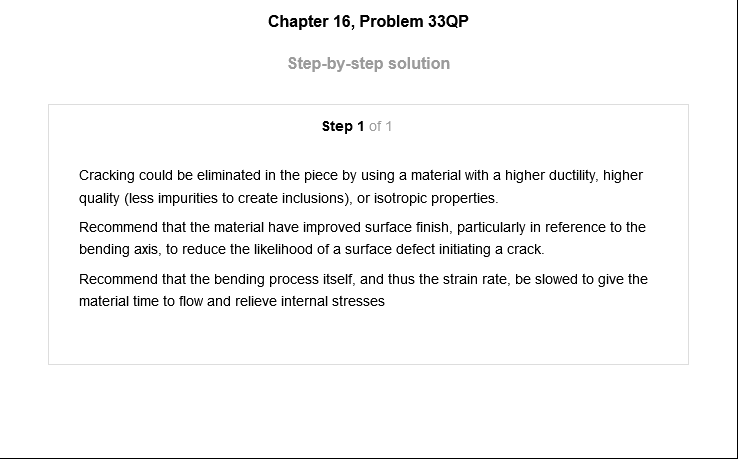 Chapter 16, Problem 33QP
Step-by-step solution
Step 1 of 1
Cracking could be eliminated in the piece by using a material with a higher ductility, higher
quality (less impurities to create inclusions), or isotropic properties.
Recommend that the material have improved surface finish, particularly in reference to the
bending axis, to reduce the likelihood of a surface defect initiating a crack.
Recommend that the bending process itself, and thus the strain rate, be slowed to give the
material time to flow and relieve internal stresses